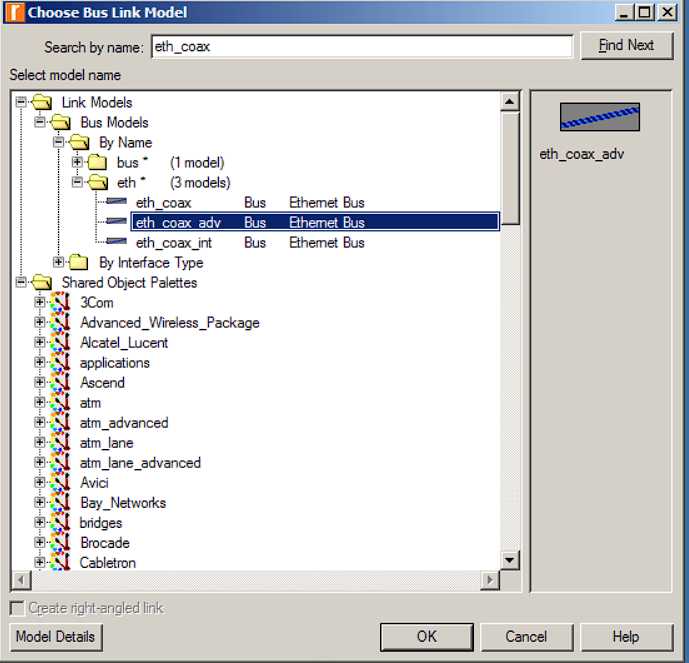 Choose Bus Link Model
Search by name: eth_coax Find Next
Select model name
Link Models
Bus Models
By Name
bus * (1 model)
eth * (3 models)
eth_coax Bus Ethernet Bus
eth_coax_adv Bus Ethernet Bus
eth_coax_int Bus Ethernet Bus
By Interface Type
Shared Object Palettes
3Com
Advanced_Wireless_Package
Alcatel_Lucent
applications
Ascend
atm
atm_advanced
atm_lane
atm_lane_advanced
Avici
Bay_Networks
bridges
Brocade
Cabletron
eth_coax_adv
Create right-angled link
Model Details OK Cancel Help